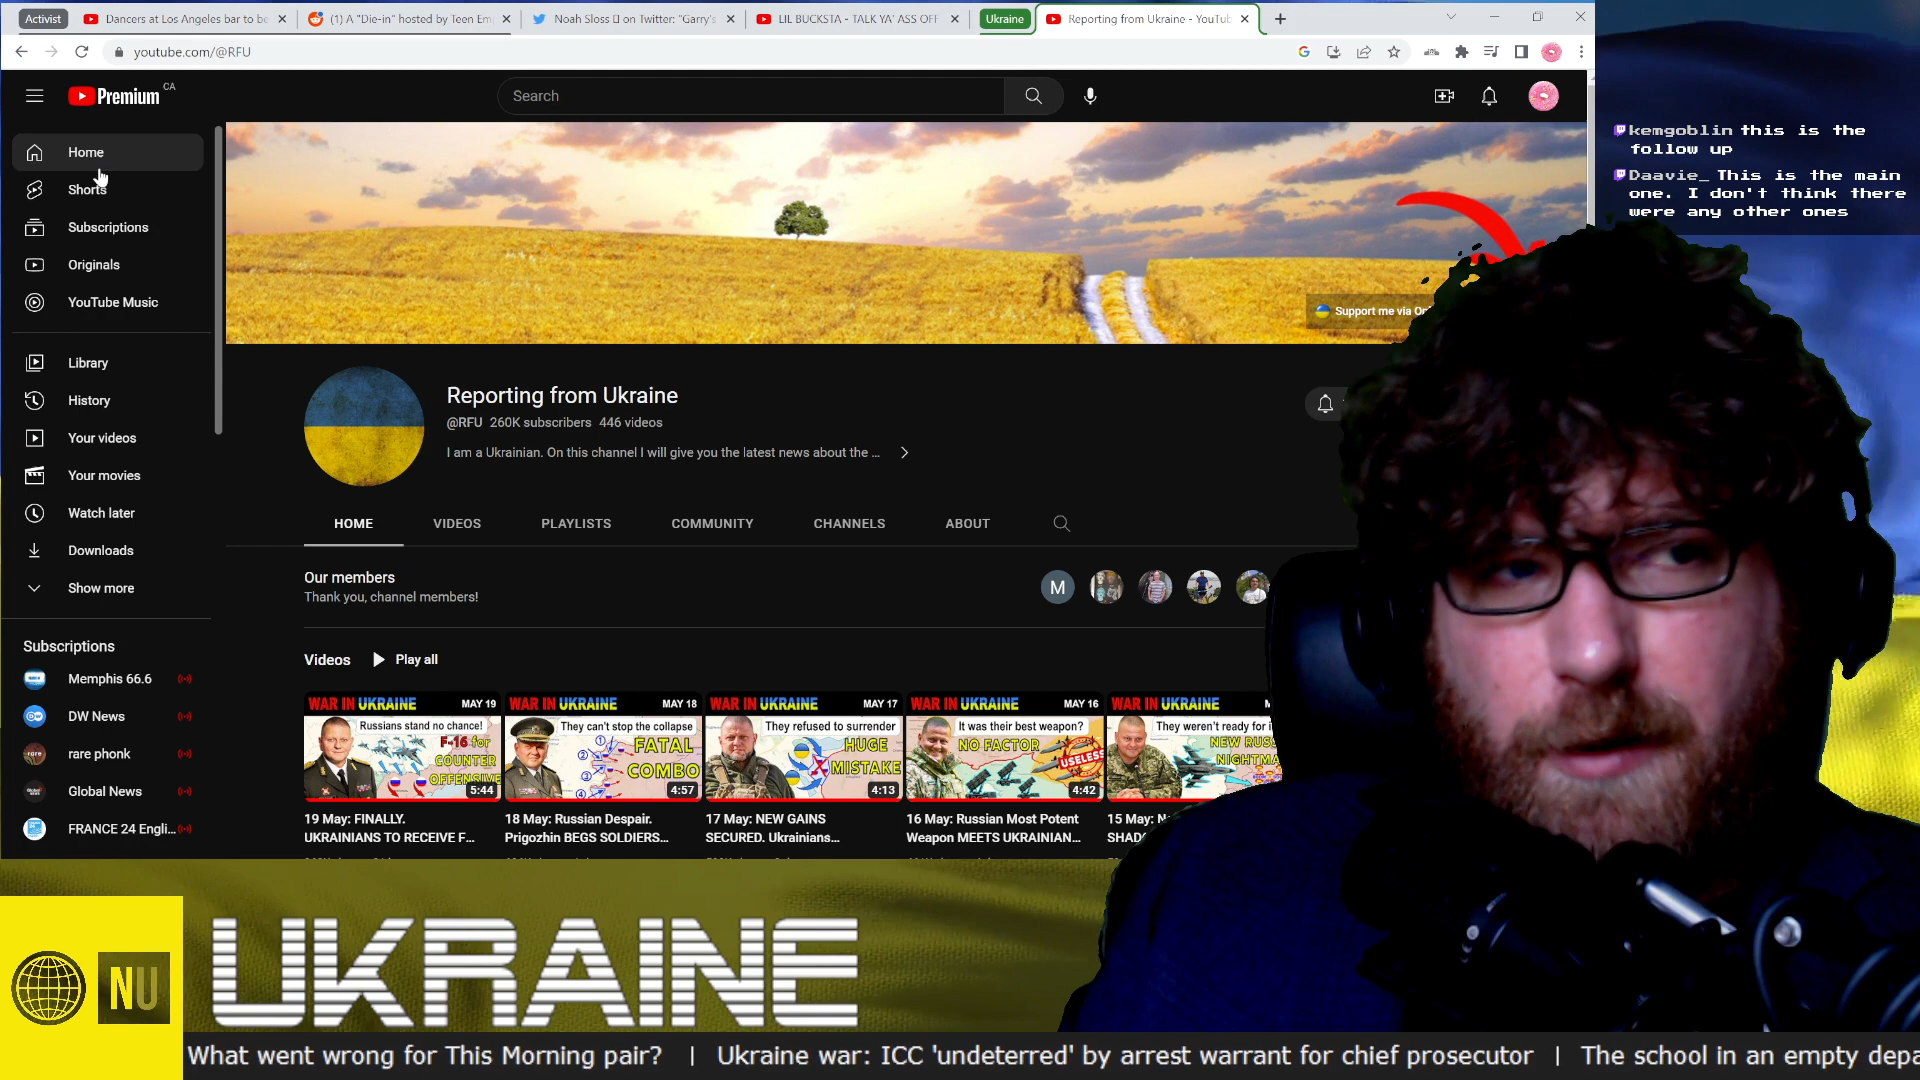 Activist
Dancers at Los Angeles bar to be
(1) A "Die-in" hosted by Teen Em
Noah Sloss on Twitter: "Garry's
LIL BUCKSTA - TALK YA' ASS OFF
Ukraine
Reporting from Ukraine - YouTub
youtube.com/@RFU
Premium CA
Search
Home
Shorts
Subscriptions
Originals
YouTube Music
Library
History
Your videos
Your movies
Watch later
Downloads
Show more
Subscriptions
Memphis 66.6
DW News
rare phonk
Global News
FRANCE 24 Engli...
Support me via
Reporting from Ukraine
@RFU 260K subscribers 446 videos
I am a Ukrainian. On this channel I will give you the latest news about the ...
HOME VIDEOS PLAYLISTS COMMUNITY CHANNELS ABOUT
Our members
Thank you, channel members!
M
Videos Play all
WAR IN UKRAINE MAY 19
Russians stand no chance!
F-16 for
COUNTER
OFFENSIVE
5:44
19 May: FINALLY.
UKRAINIANS TO RECEIVE F...
WAR IN UKRAINE MAY 18
They can't stop the collapse
FATAL
COMBO
4:57
18 May: Russian Despair.
Prigozhin BEGS SOLDIERS...
WAR IN UKRAINE MAY 17
They refused to surrender
HUGE
MISTAKE
4:13
17 May: NEW GAINS
SECURED. Ukrainians...
WAR IN UKRAINE MAY 16
It was their best weapon?
NO FACTOR
USELESS
4:42
16 May: Russian Most Potent
Weapon MEETS UKRAINIAN...
WAR IN UKRAINE
They weren't ready for
NEW
15 May:
kemgoblin this is the
follow up
Daavie_ This is the main
one. I don't think there
were any other ones
NU
UKRAINE
What went wrong for This Morning pair? | Ukraine war: ICC 'undeterred' by arrest warrant for chief prosecutor | The school in an empty